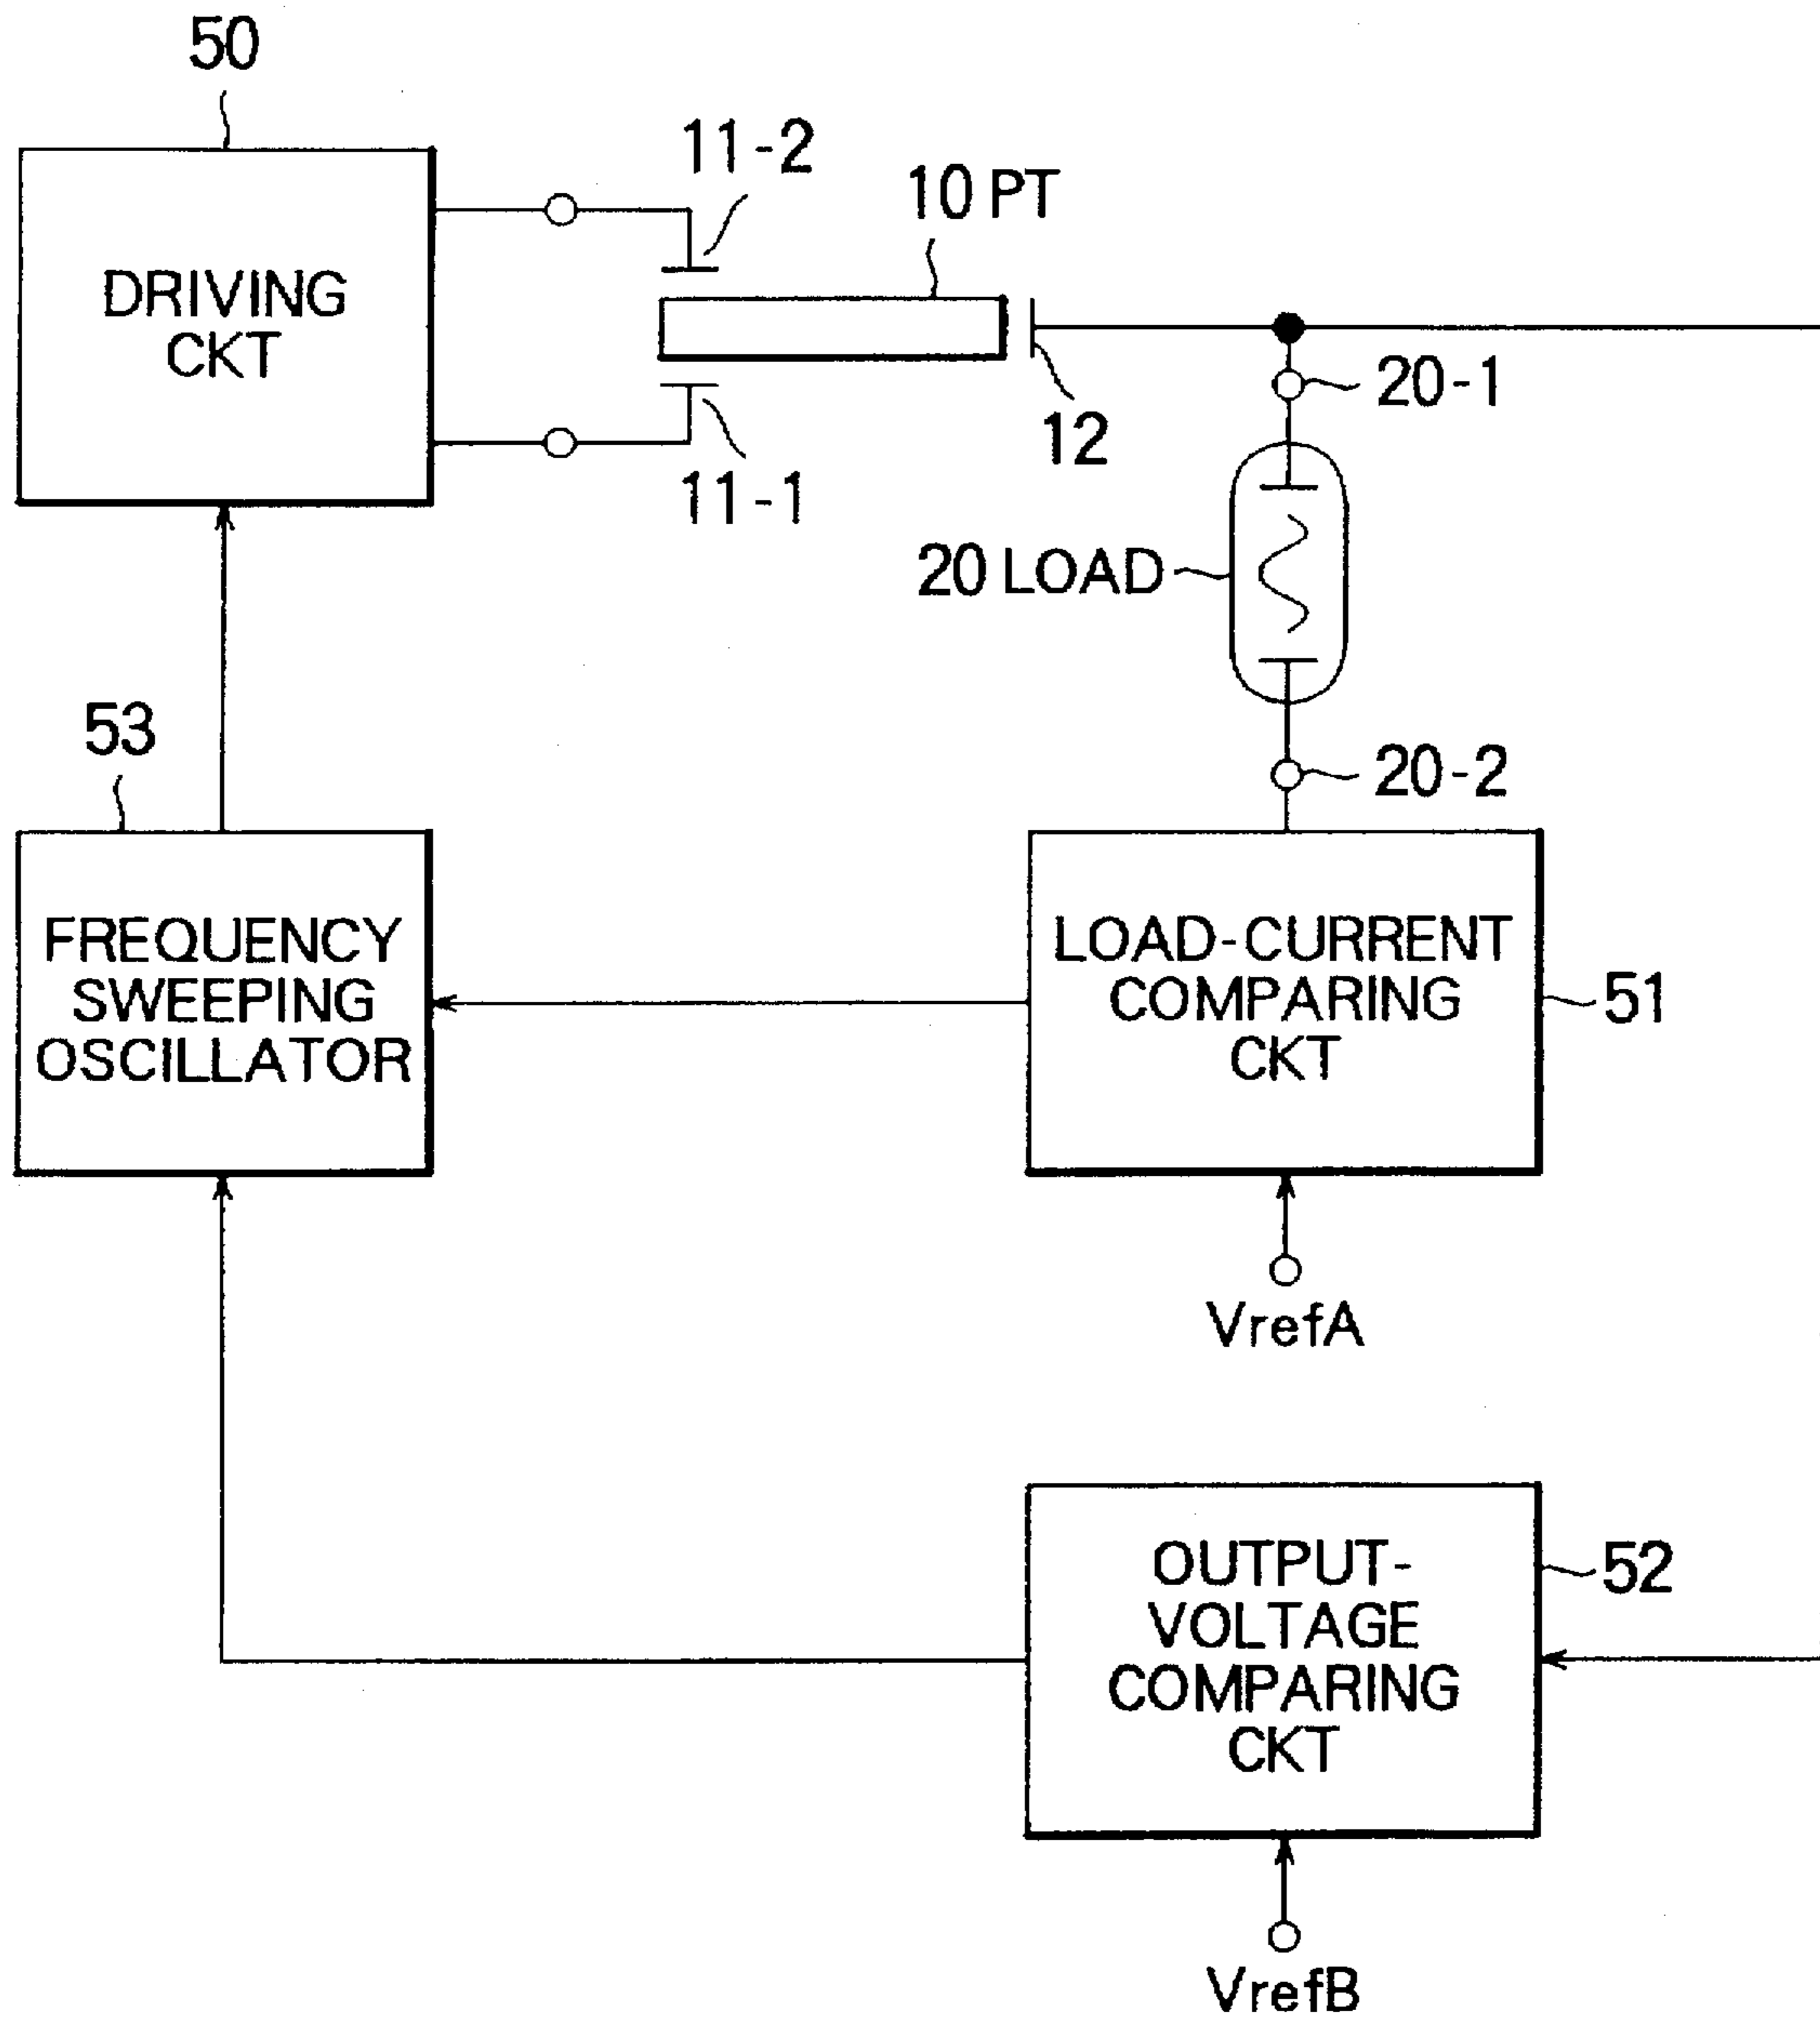 50
11-2
10 PT
DRIVING
CKT
20-1
12
11-1
20 LOAD
53
20-2
FREQUENCY
SWEEPING
OSCILLATOR
LOAD-CURRENT
COMPARING
CKT
51
VrefA
OUTPUT-
VOLTAGE
COMPARING
CKT
52
VrefB